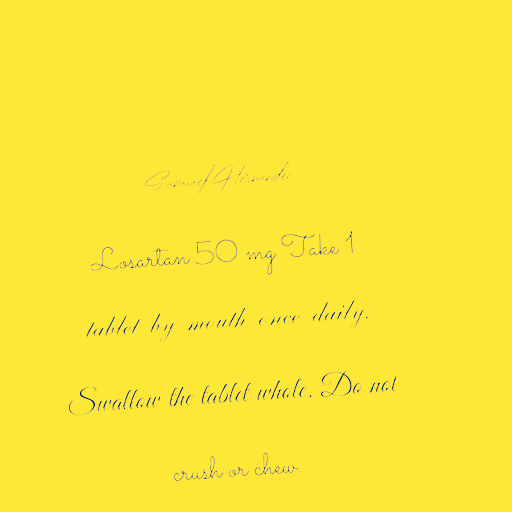 Samuel Hernandez
Losartan 50 mg Take 1
tablet by mouth once daily.
Swallow the tablet whole. Do not
crush or chew.